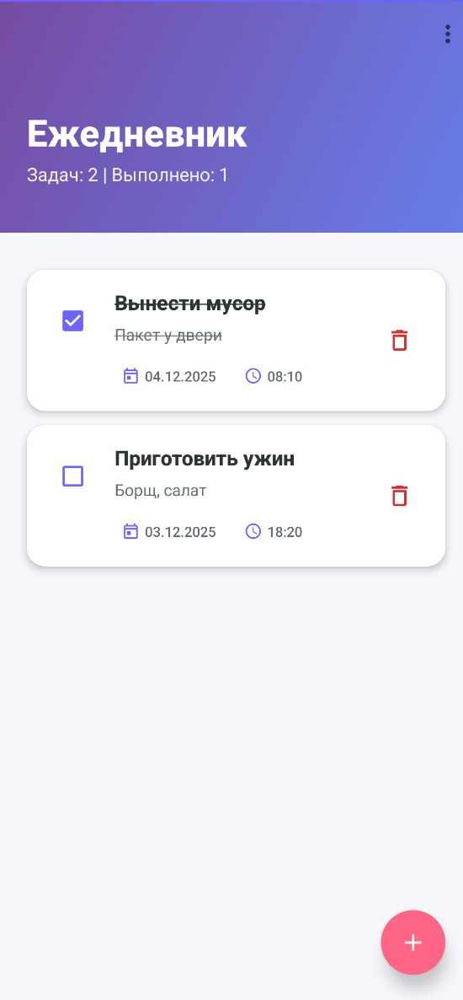 Ежедневник
Задач: 2 | Выполнено: 1
Вынести мусор
Пакет у двери
04.12.2025 08:10
Приготовить ужин
Борщ, салат
03.12.2025 18:20